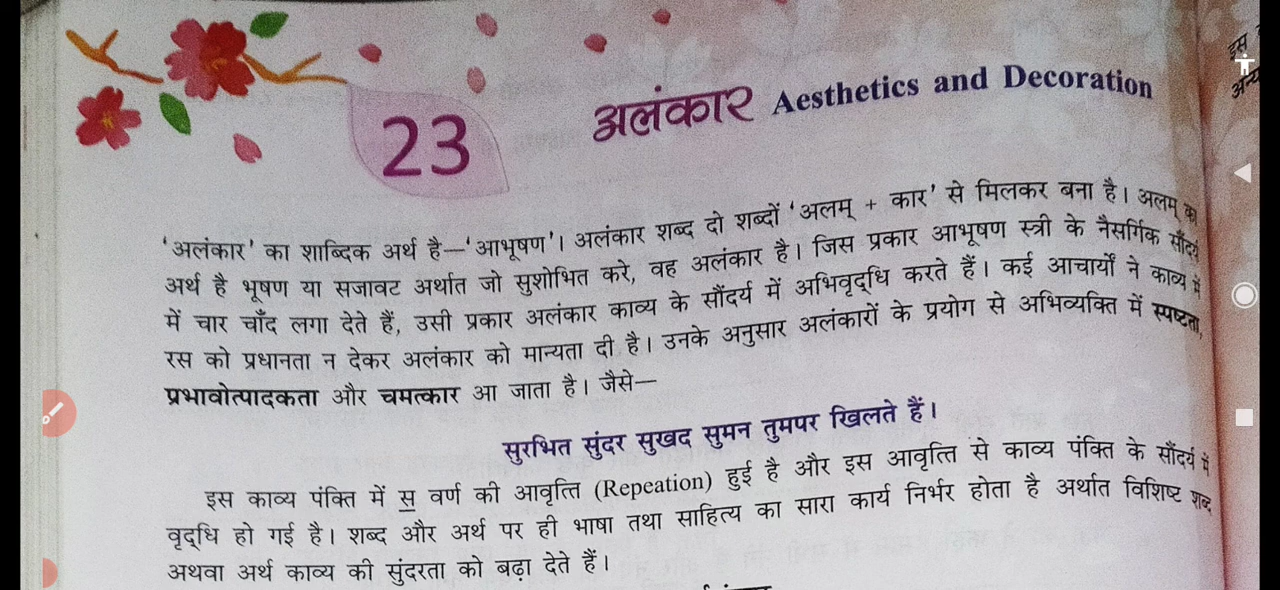 23
अलंकार Aesthetics and Decoration
'अलंकार' का शाब्दिक अर्थ है—'आभूषण'। अलंकार शब्द दो शब्दों 'अलम् + कार' से मिलकर बना है। अलम् का
अर्थ है भूषण या सजावट अर्थात जो सुशोभित करे, वह अलंकार है। जिस प्रकार आभूषण स्त्री के नैसर्गिक सौंदर्य
में चार चाँद लगा देते हैं, उसी प्रकार अलंकार काव्य के सौंदर्य में अभिवृद्धि करते हैं। कई आचार्यों ने काव्य में
रस को प्रधानता न देकर अलंकार को मान्यता दी है। उनके अनुसार अलंकारों के प्रयोग से अभिव्यक्ति में स्पष्टता,
प्रभावोत्पादकता और चमत्कार आ जाता है। जैसे—
सुरभित सुंदर सुखद सुमन तुमपर खिलते हैं।
इस काव्य पंक्ति में स वर्ण की आवृत्ति (Repeation) हुई है और इस आवृत्ति से काव्य पंक्ति के सौंदर्य में
वृद्धि हो गई है। शब्द और अर्थ पर ही भाषा तथा साहित्य का सारा कार्य निर्भर होता है अर्थात विशिष्ट शब्द
अथवा अर्थ काव्य की सुंदरता को बढ़ा देते हैं।
इस
अन्य